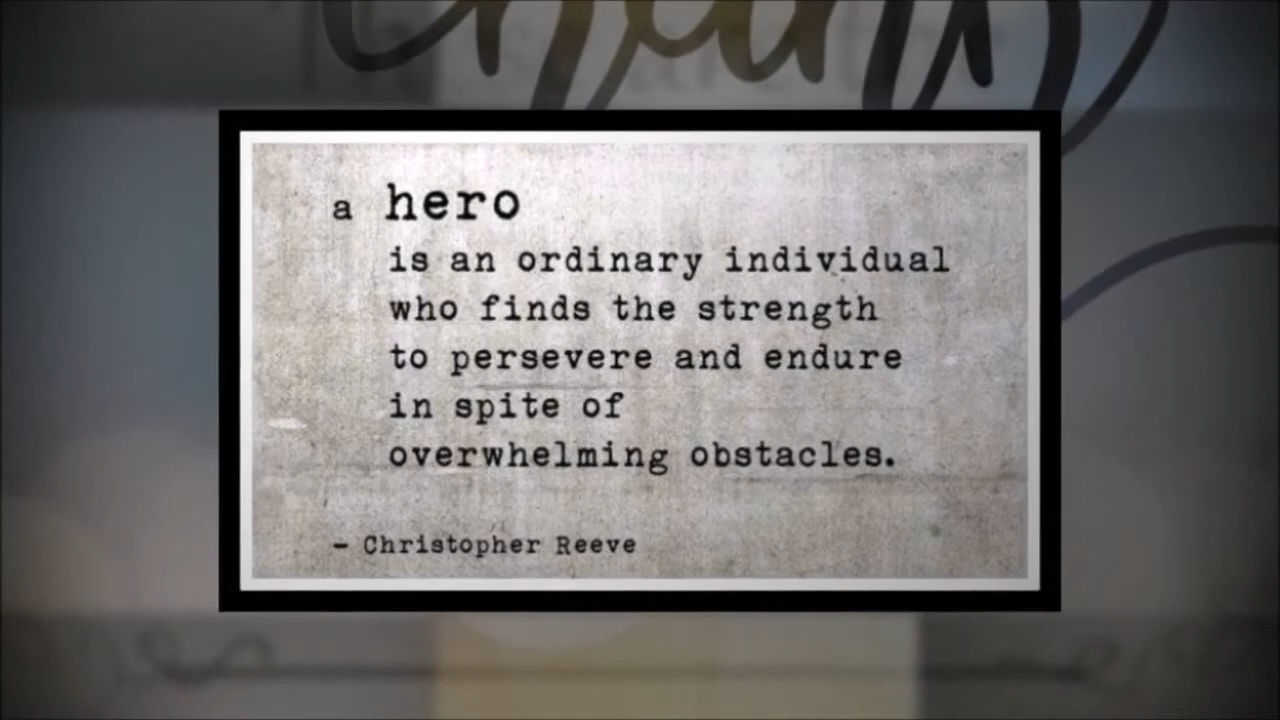 a hero
is an ordinary individual
who finds the strength
to persevere and endure
in spite of
overwhelming obstacles.
- Christopher Reeve